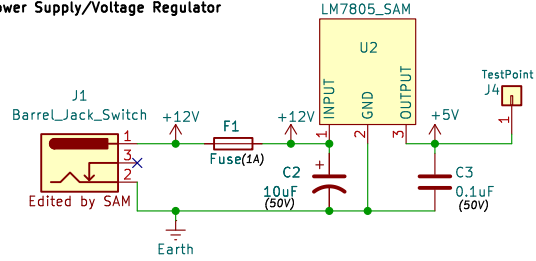 ower Supply/Voltage Regulator
LM7805_SAM
U2
INPUT
GND
OUTPUT
1
2
3
TestPoint
J4
1
J1
Barrel_Jack_Switch
1
3
2
Edited by SAM
+12V
F1
Fuse(1A)
+12V
+5V
C2
10uF
(50V)
C3
0.1uF
(50V)
Earth